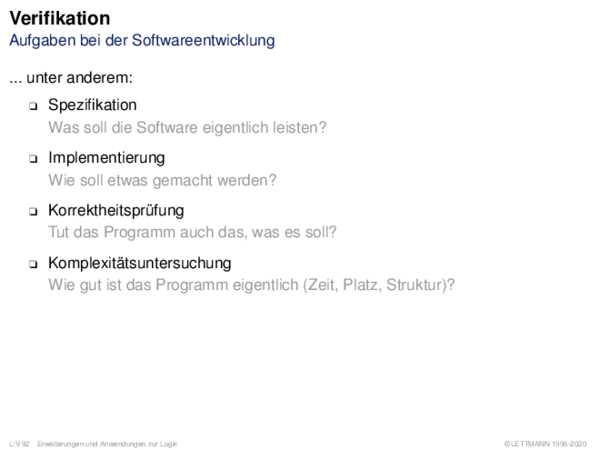 Verifikation
Aufgaben bei der Softwareentwicklung
... unter anderem:
❑ Spezifikation
Was soll die Software eigentlich leisten?
❑ Implementierung
Wie soll etwas gemacht werden?
❑ Korrektheitsprüfung
Tut das Programm auch das, was es soll?
❑ Komplexitätsuntersuchung
Wie gut ist das Programm eigentlich (Zeit, Platz, Struktur)?
L:V-92 Erweiterungen und Anwendungen zur Logik ©LETTMANN 1996-2020